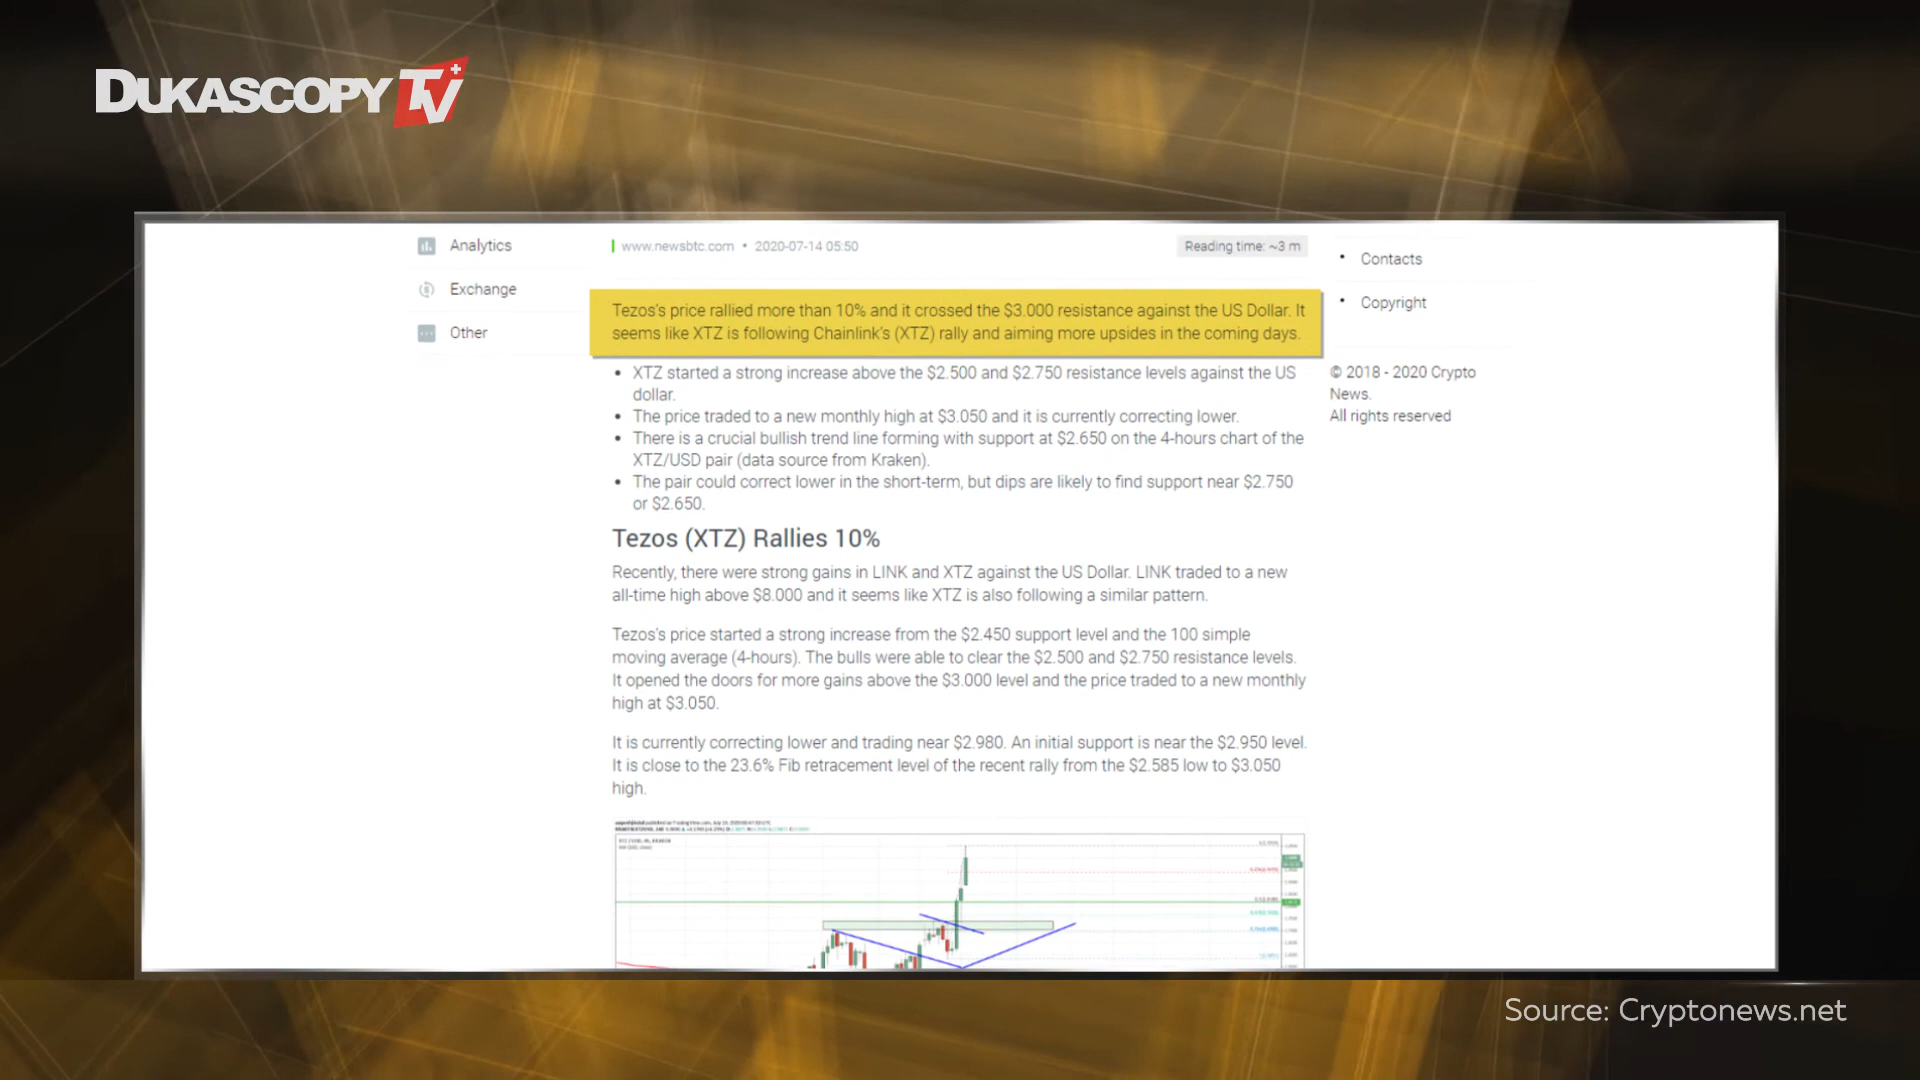 DUKASCOPY TV
Analytics
Exchange
Other
www.newsbtc.com • 2020-07-14 05:50
Reading time: ~3 m
Tezos's price rallied more than 10% and it crossed the $3.000 resistance against the US Dollar. It
seems like XTZ is following Chainlink's (XTZ) rally and aiming more upsides in the coming days.
• XTZ started a strong increase above the $2.500 and $2.750 resistance levels against the US
dollar.
• The price traded to a new monthly high at $3.050 and it is currently correcting lower.
• There is a crucial bullish trend line forming with support at $2.650 on the 4-hours chart of the
XTZ/USD pair (data source from Kraken).
• The pair could correct lower in the short-term, but dips are likely to find support near $2.750
or $2.650.
Tezos (XTZ) Rallies 10%
Recently, there were strong gains in LINK and XTZ against the US Dollar. LINK traded to a new
all-time high above $8.000 and it seems like XTZ is also following a similar pattern.
Tezos's price started a strong increase from the $2.450 support level and the 100 simple
moving average (4-hours). The bulls were able to clear the $2.500 and $2.750 resistance levels.
It opened the doors for more gains above the $3.000 level and the price traded to a new monthly
high at $3.050.
It is currently correcting lower and trading near $2.980. An initial support is near the $2.950 level.
It is close to the 23.6% Fib retracement level of the recent rally from the $2.585 low to $3.050
high.
• Contacts
• Copyright
© 2018 - 2020 Crypto
News.
All rights reserved
Source: Cryptonews.net